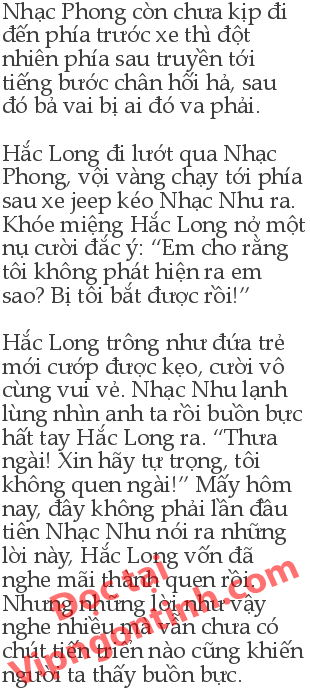 Nhạc Phong còn chưa kịp đi
đến phía trước xe thì đột
nhiên phía sau truyền tới
tiếng bước chân hối hả, sau
đó bả vai bị ai đó va phải.
Hắc Long đi lướt qua Nhạc
Phong, vội vàng chạy tới phía
sau xe jeep kéo Nhạc Nhu ra.
Khóe miệng Hắc Long nở một
nụ cười đắc ý: “Em cho rằng
tôi không phát hiện ra em
sao? Bị tôi bắt được rồi!”
Hắc Long trông như đứa trẻ
mới cướp được kẹo, cười vô
cùng vui vẻ. Nhạc Nhu lạnh
lùng nhìn anh ta rồi buồn bực
hất tay Hắc Long ra. “Thưa
ngài! Xin hãy tự trọng, tôi
không quen ngài!” Mấy hôm
nay, đây không phải lần đầu
tiên Nhạc Nhu nói ra những
lời này, Hắc Long vốn đã
nghe mãi thành quen rồi.
Nhưng những lời như vậy
nghe nhiều mà vẫn chưa có
chút tiến triển nào cũng khiến
người ta thấy buồn bực.
Doc tai
Vipngontinh.com